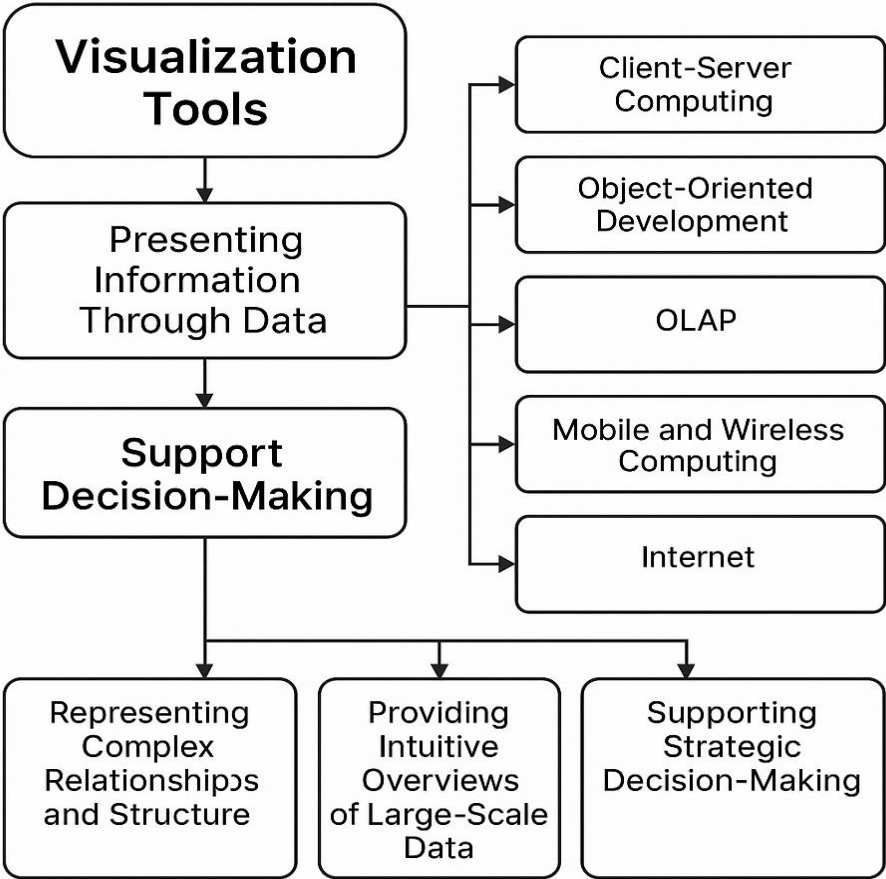 Visualization
Tools
Presenting
Information
Through Data
Support
Decision-Making
Client-Server
Computing
Object-Oriented
Development
OLAP
Mobile and Wireless
Computing
Internet
Representing
Complex
Relationshipɔs
and Structure
Providing
Intuitive
Overviews
of Large-Scale
Data
Supporting
Strategic
Decision-Making